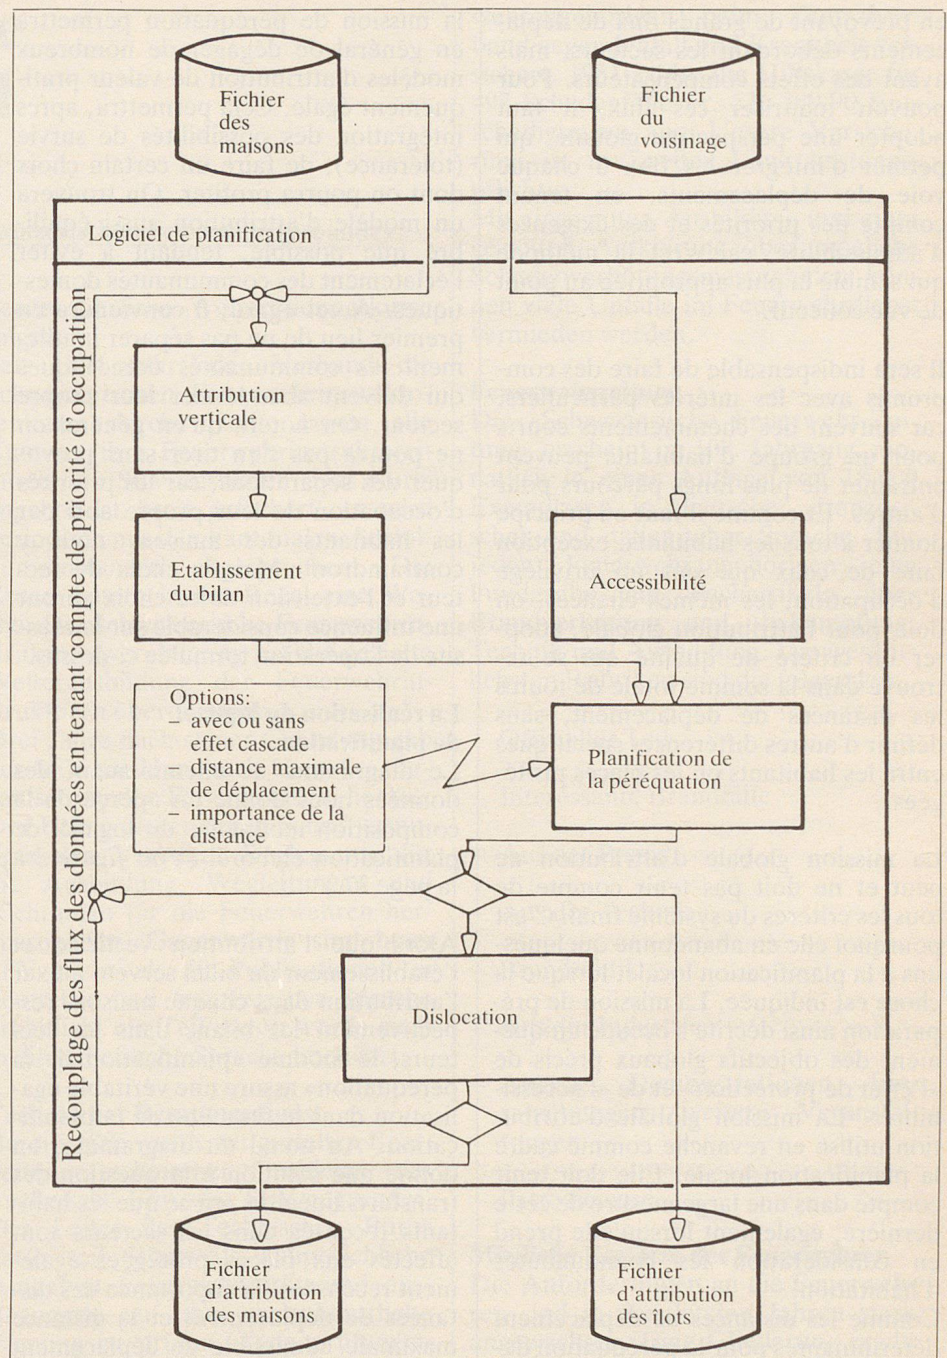 Fichier
des
maisons
Fichier
du
voisinage
Logiciel de planification
Recouplage des flux des données en tenant compte de priorité d'occupation
Attribution
verticale
Etablissement
du bilan
Accessibilité
Options:
– avec ou sans
effet cascade
– distance maximale
de déplacement
– importance de la
distance
Planification de
la péréquation
Dislocation
Fichier
d'attribution
des maisons
Fichier
d'attribution
des îlots